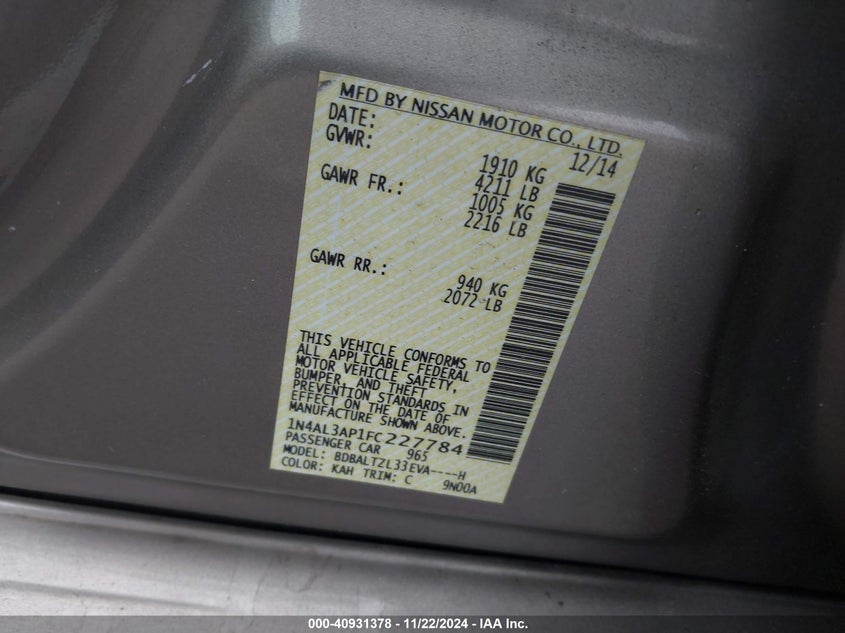 MFD BY NISSAN MOTOR CO., LTD.
DATE: 12/14
GVWR: 1910 KG
4211 LB
GAWR FR.: 1005 KG
2216 LB
GAWR RR.: 940 KG
2072 LB
THIS VEHICLE CONFORMS TO
ALL APPLICABLE FEDERAL
MOTOR VEHICLE SAFETY,
BUMPER, AND THEFT
PREVENTION STANDARDS IN
EFFECT ON THE DATE OF
MANUFACTURE SHOWN ABOVE.
1N4AL3AP1FC227784
PASSENGER CAR 965
MODEL: BDBALTZL33EVA----H
COLOR: KAH TRIM: C 9N00A
000-40931378 - 11/22/2024 - IAA Inc.